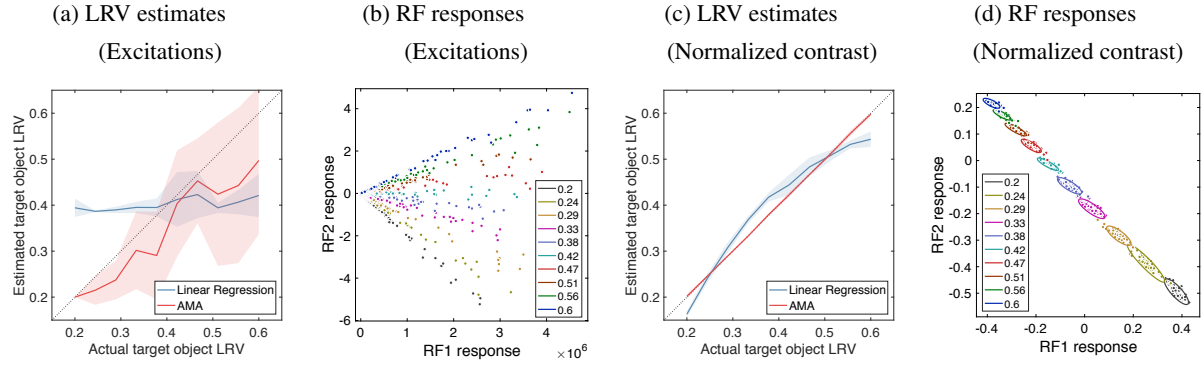 (a) LRV estimates
(Excitations)
(b) RF responses
(Excitations)
(c) LRV estimates
(Normalized contrast)
(d) RF responses
(Normalized contrast)
Estimated target object LRV
0.6
0.5
0.4
0.3
0.2
Linear Regression
AMA
0.2 0.3 0.4 0.5 0.6
Actual target object LRV
RF2 response
4
2
0
-2
-4
-6
0.2
0.24
0.29
0.33
0.38
0.42
0.47
0.51
0.56
0.6
0 1 2 3 4
RF1 response
×10⁶
Estimated target object LRV
0.6
0.5
0.4
0.3
0.2
Linear Regression
AMA
0.2 0.3 0.4 0.5 0.6
Actual target object LRV
RF2 response
0.2
0.1
0
-0.1
-0.2
-0.3
-0.4
-0.5
0.2
0.24
0.29
0.33
0.38
0.42
0.47
0.51
0.56
0.6
-0.4 -0.2 0 0.2 0.4
RF1 response